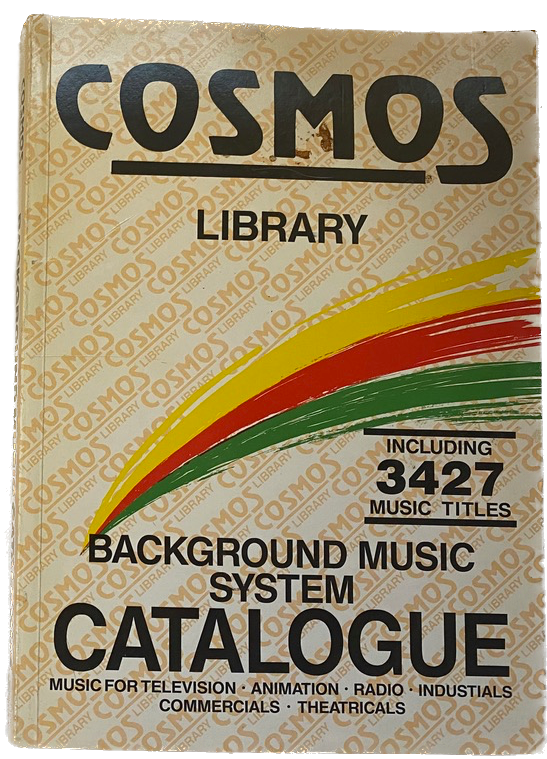 COSMOS
LIBRARY
INCLUDING
3427
MUSIC TITLES
BACKGROUND MUSIC
SYSTEM
CATALOGUE
MUSIC FOR TELEVISION · ANIMATION · RADIO · INDUSTIALS
COMMERCIALS · THEATRICALS